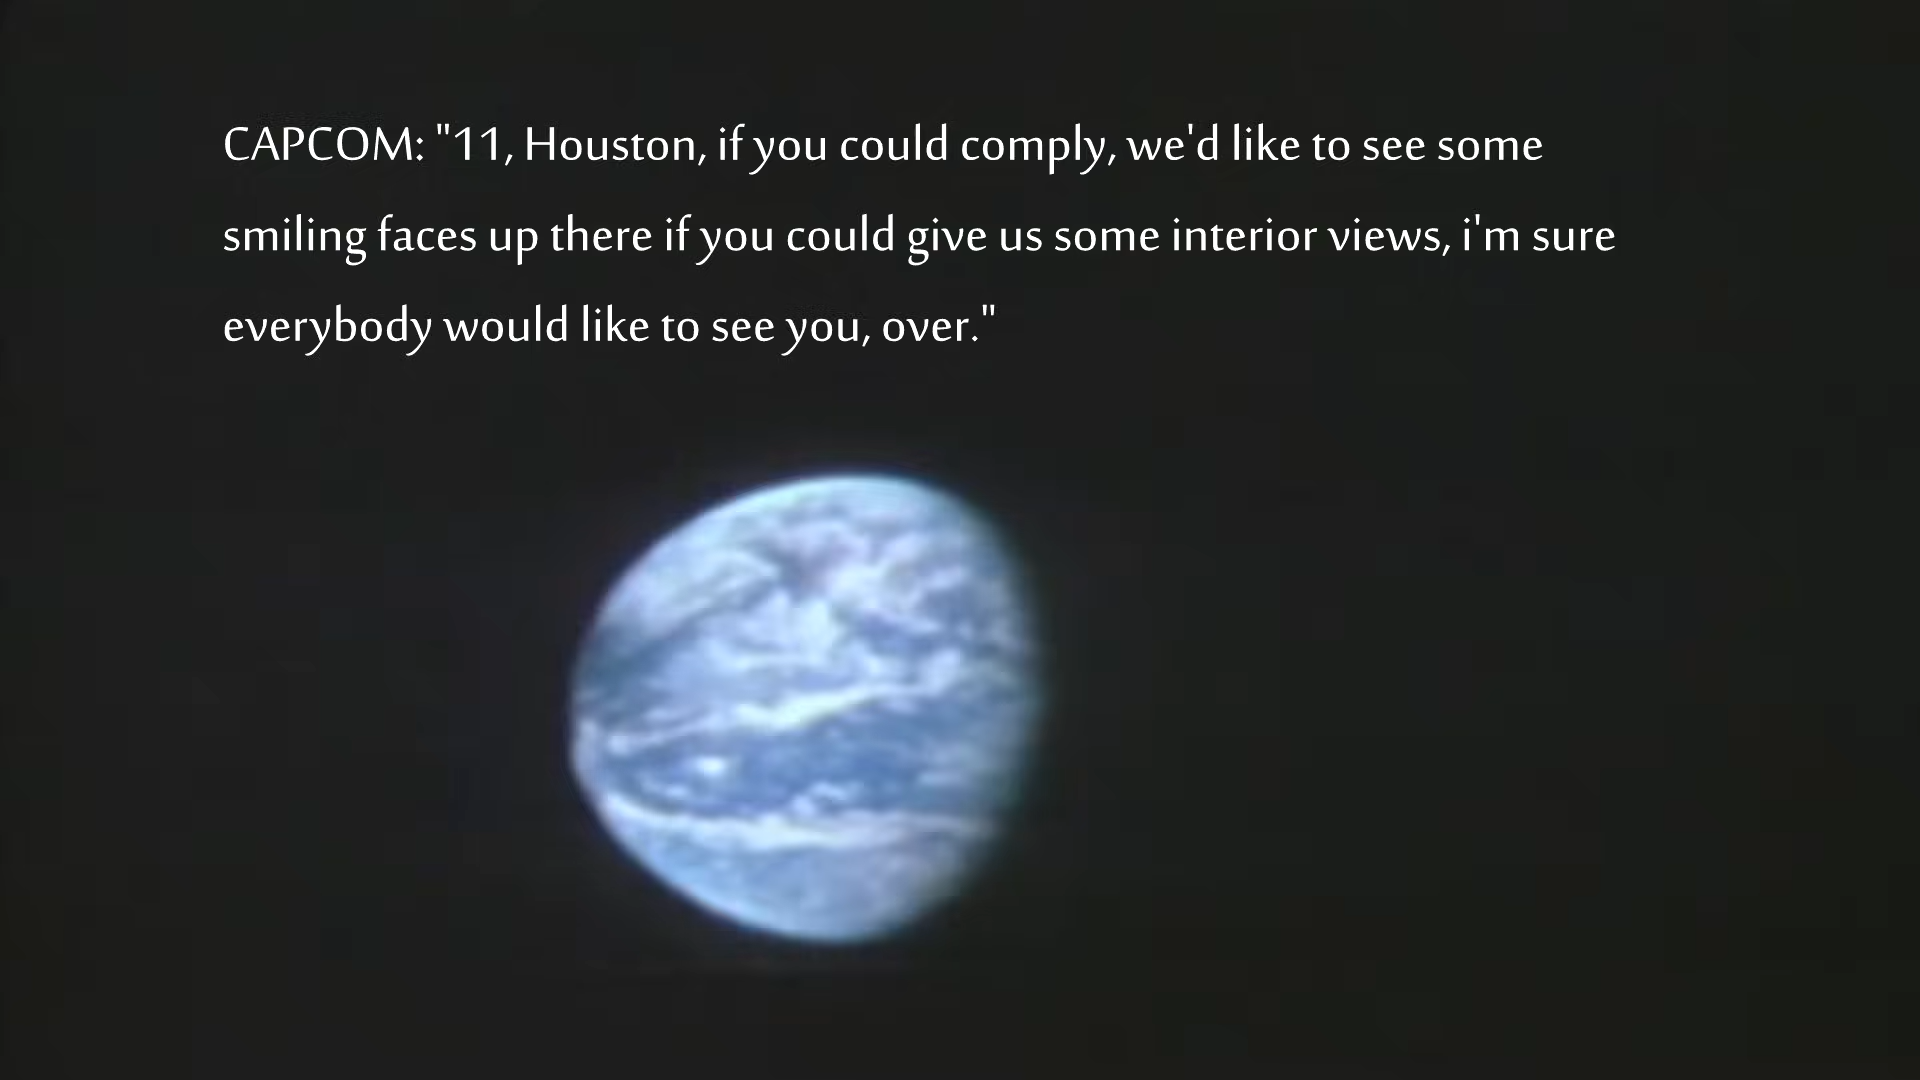 CAPCOM: "11, Houston, if you could comply, we'd like to see some
smiling faces up there if you could give us some interior views, i'm sure
everybody would like to see you, over."